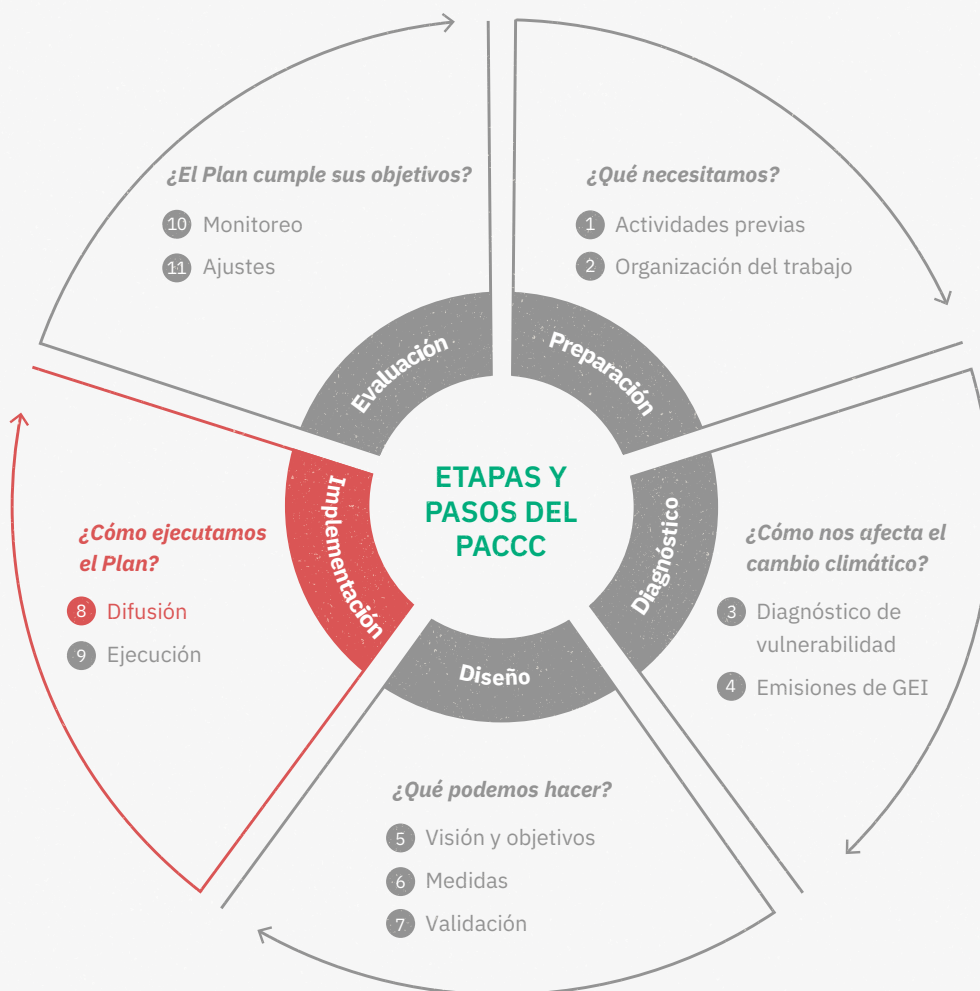 ETAPAS Y
PASOS DEL
PACCC
Preparación
¿Qué necesitamos?
1 Actividades previas
2 Organización del trabajo
Diagnóstico
¿Cómo nos afecta el
cambio climático?
3 Diagnóstico de
vulnerabilidad
4 Emisiones de GEI
Diseño
¿Qué podemos hacer?
5 Visión y objetivos
6 Medidas
7 Validación
Implementación
¿Cómo ejecutamos
el Plan?
8 Difusión
9 Ejecución
Evaluación
¿El Plan cumple sus objetivos?
10 Monitoreo
11 Ajustes